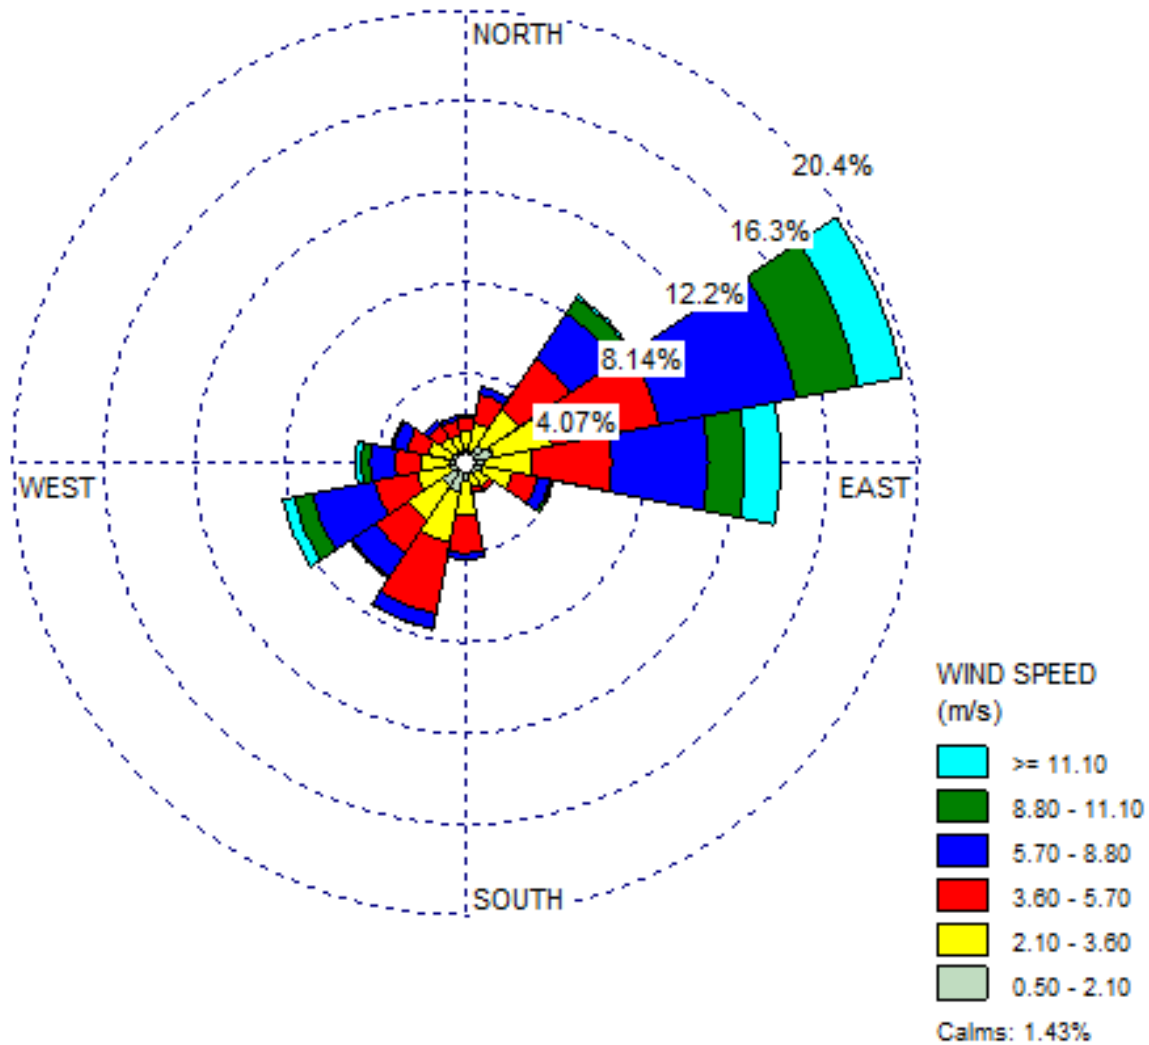 NORTH
20.4%
16.3%
12.2%
8.14%
4.07%
WEST
EAST
SOUTH
WIND SPEED
(m/s)
>= 11.10
8.80 - 11.10
5.70 - 8.80
3.60 - 5.70
2.10 - 3.60
0.50 - 2.10
Calms: 1.43%